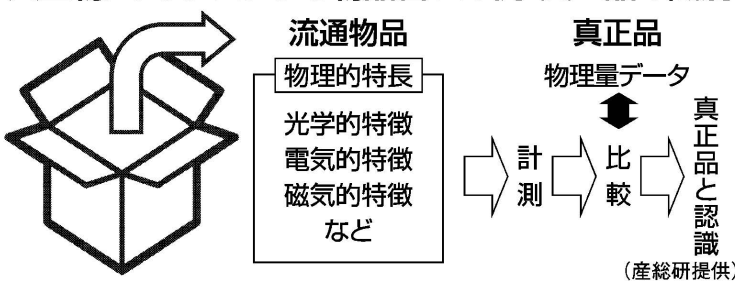 流通物品
物理的特長
光学的特徴
電気的特徴
磁気的特徴
など
計測
真正品
物理量データ
比較
真正品と認識
(産総研提供)